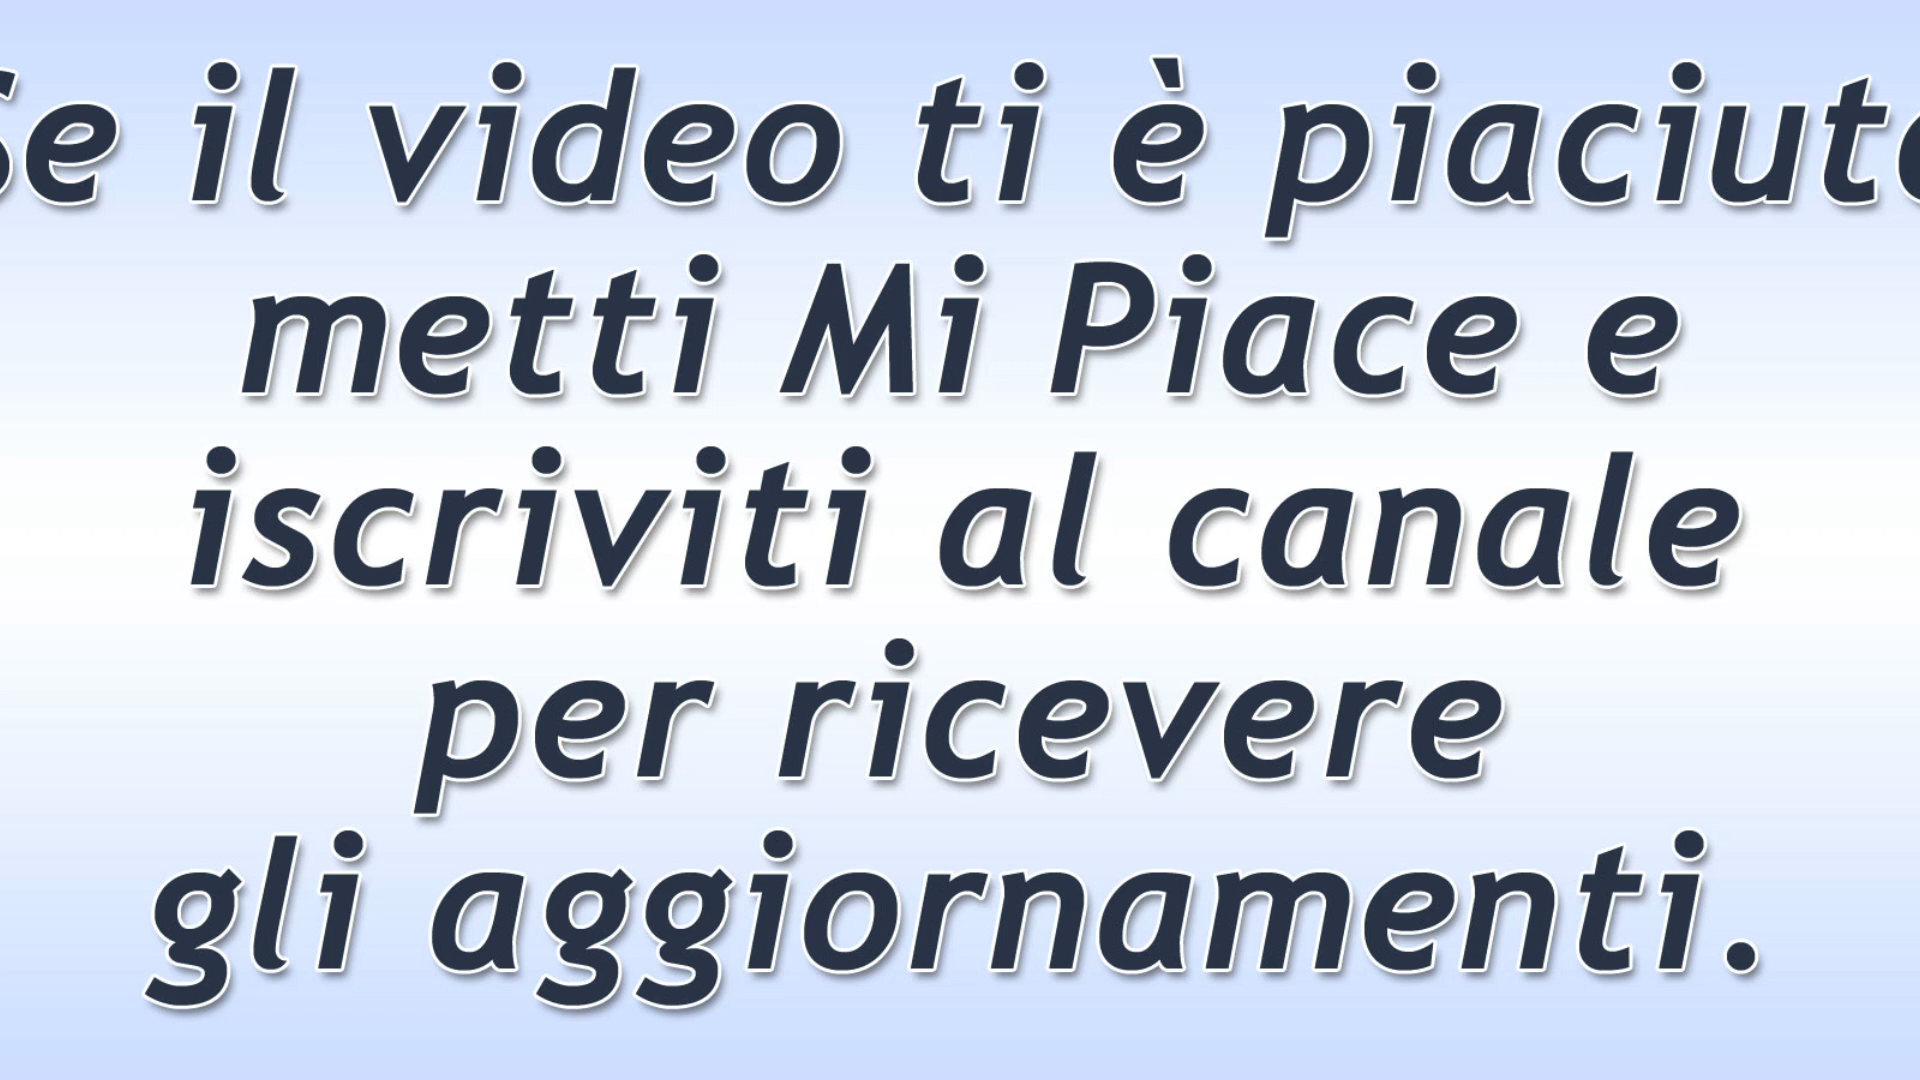 Se il video ti è piaciuto
metti Mi Piace e
iscriviti al canale
per ricevere
gli aggiornamenti.